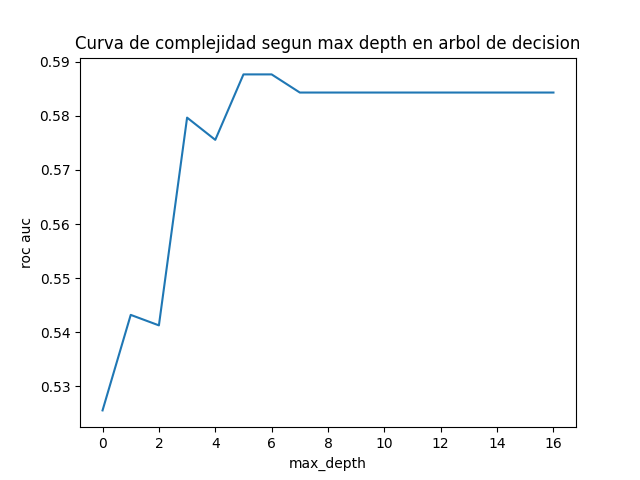 Curva de complejidad segun max depth en arbol de decision
0.59
0.58
0.57
0.56
0.55
0.54
0.53
roc auc
0 2 4 6 8 10 12 14 16
max_depth